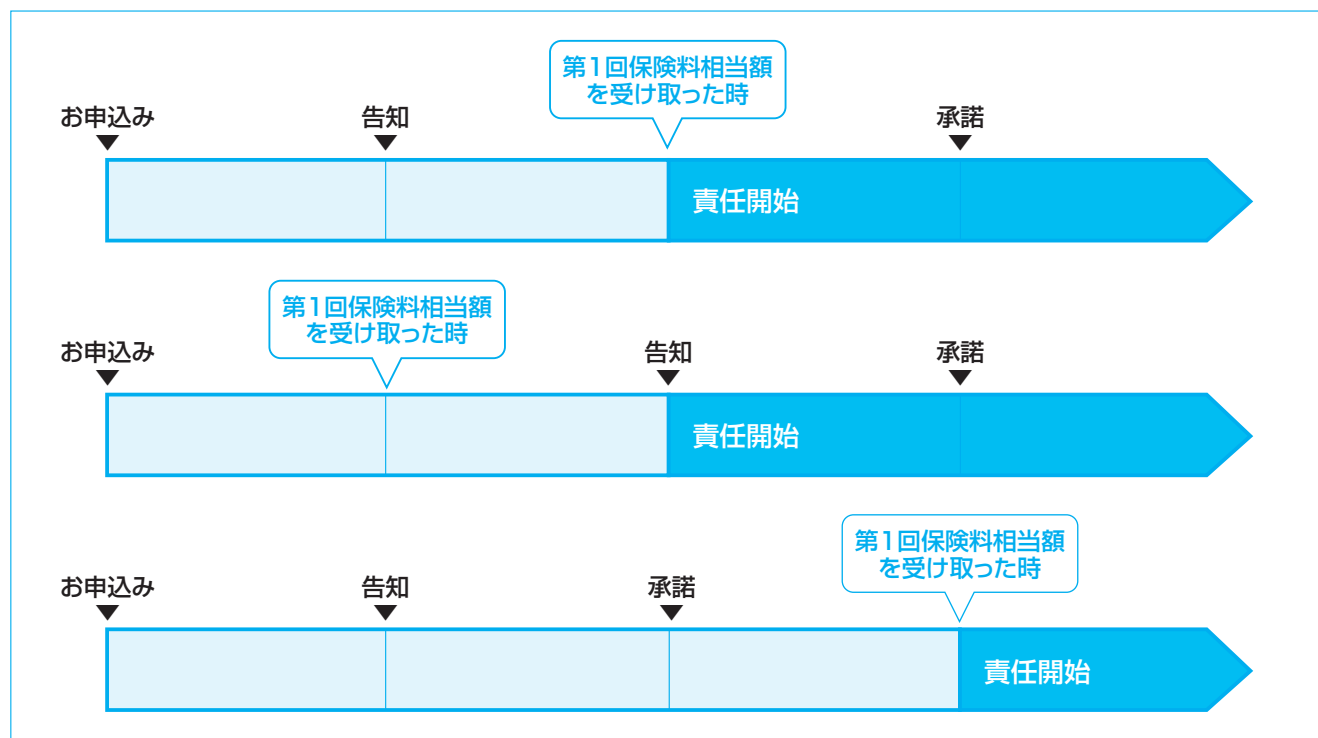 第1回保険料相当額
を受け取った時
お申込み
告知
承諾
責任開始
第1回保険料相当額
を受け取った時
お申込み
告知
承諾
責任開始
第1回保険料相当額
を受け取った時
お申込み
告知
承諾
責任開始